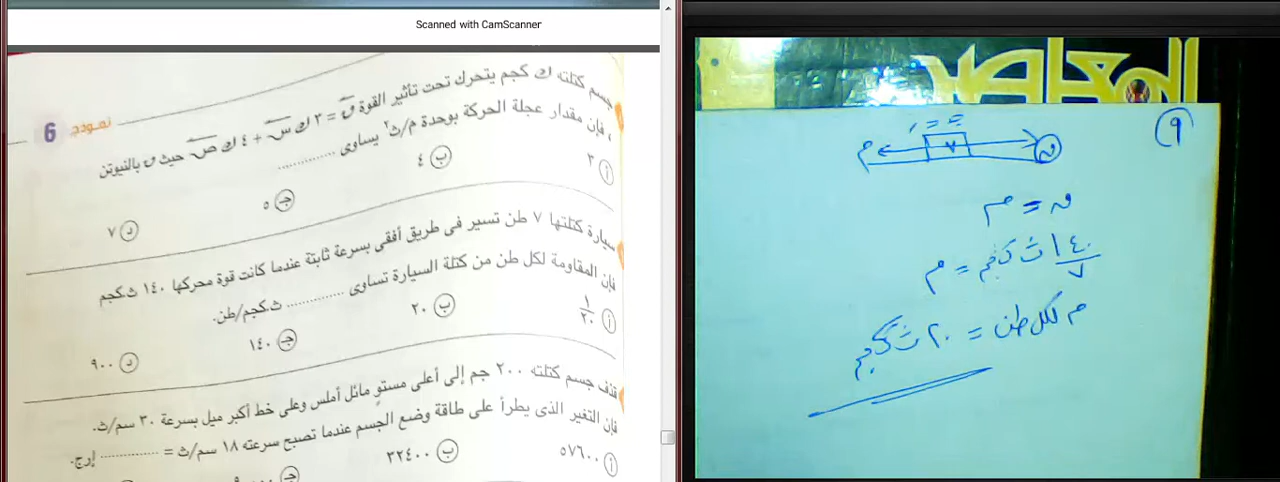 Scanned with CamScanner
نموذج 6
جسم كتلته ك كجم يتحرك تحت تأثير القوة ق = ٣ ك س + ٤ ك ص حيث ق بالنيوتن
، فإن مقدار عجلة الحركة بوحدة م/ث٢ يساوى ............
أ ٣
ب ٤
ج ٥
د ٧
سيارة كتلتها ٧ طن تسير فى طريق أفقى بسرعة ثابتة عندما كانت قوة محركها ١٤٠ ث.كجم
فإن المقاومة لكل طن من كتلة السيارة تساوى ............ ث.كجم/طن.
أ ١/٢٠
ب ٢٠
ج ١٤٠
د ٩٠٠
قذف جسم كتلته ٢٠٠ جم إلى أعلى مستوٍ مائل أملس وعلى خط أكبر ميل بسرعة ٣٠ سم/ث.
فإن التغير الذى يطرأ على طاقة وضع الجسم عندما تصبح سرعته ١٨ سم/ث = ............ إرج.
أ ٥٧٦٠٠
ب ٣٢٤٠٠
ج
المعاصر
٩
م ٧ ق
ق = م
١٤٠/٧ ث كجم = م
م لكل طن = ٢٠ ث كجم